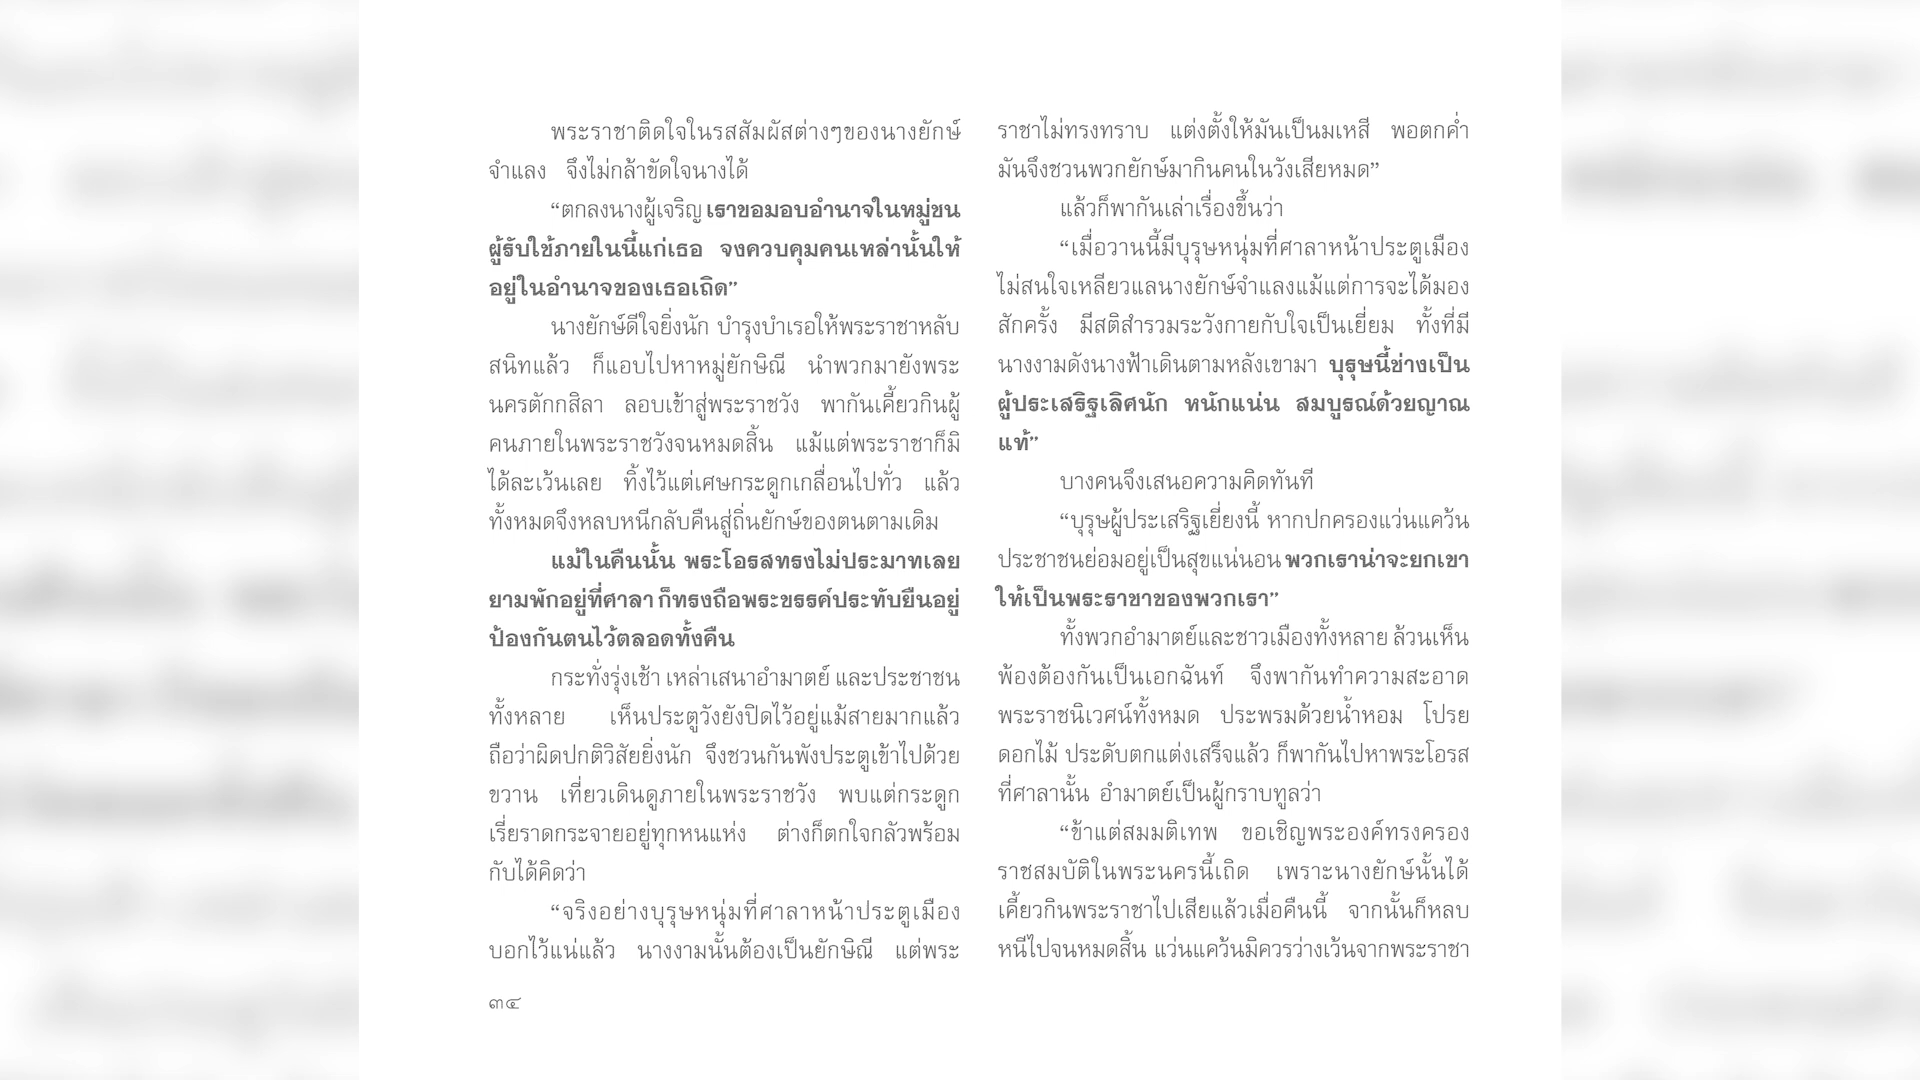 พระราชาติดใจในรสสัมผัสต่างๆของนางยักษ์
จำแลง จึงไม่กล้าขัดใจนางได้
“ตกลงนางผู้เจริญ เราขอมอบอำนาจในหมู่ชน
ผู้รับใช้ภายในนี้แก่เธอ จงควบคุมคนเหล่านั้นให้
อยู่ในอำนาจของเธอเถิด”
นางยักษ์ดีใจยิ่งนัก บำรุงบำเรอให้พระราชาหลับ
สนิทแล้ว ก็แอบไปหาหมู่ยักษิณี นำพวกมายังพระ
นครตักกสิลา ลอบเข้าสู่พระราชวัง พากันเคี้ยวกินผู้
คนภายในพระราชวังจนหมดสิ้น แม้แต่พระราชาก็มิ
ได้ละเว้นเลย ทิ้งไว้แต่เศษกระดูกเกลื่อนไปทั่ว แล้ว
ทั้งหมดจึงหลบหนีกลับคืนสู่ถิ่นยักษ์ของตนตามเดิม
แม้ในคืนนั้น พระโอรสทรงไม่ประมาทเลย
ยามพักอยู่ที่ศาลา ก็ทรงถือพระขรรค์ประทับยืนอยู่
ป้องกันตนไว้ตลอดทั้งคืน
กระทั่งรุ่งเช้า เหล่าเสนาอำมาตย์ และประชาชน
ทั้งหลาย เห็นประตูวังยังปิดไว้อยู่แม้สายมากแล้ว
ถือว่าผิดปกติวิสัยยิ่งนัก จึงชวนกันพังประตูเข้าไปด้วย
ขวาน เที่ยวเดินดูภายในพระราชวัง พบแต่กระดูก
เรี่ยราดกระจายอยู่ทุกหนแห่ง ต่างก็ตกใจกลัวพร้อม
กับได้คิดว่า
“จริงอย่างบุรุษหนุ่มที่ศาลาหน้าประตูเมือง
บอกไว้แน่แล้ว นางงามนั้นต้องเป็นยักษิณี แต่พระ
๓๔
ราชาไม่ทรงทราบ แต่งตั้งให้มันเป็นมเหสี พอตกค่ำ
มันจึงชวนพวกยักษ์มากินคนในวังเสียหมด”
แล้วก็พากันเล่าเรื่องขึ้นว่า
“เมื่อวานนี้มีบุรุษหนุ่มที่ศาลาหน้าประตูเมือง
ไม่สนใจเหลียวแลนางยักษ์จำแลงแม้แต่การจะได้มอง
สักครั้ง มีสติสำรวมระวังกายกับใจเป็นเยี่ยม ทั้งที่มี
นางงามดังนางฟ้าเดินตามหลังเขามา บุรุษนี้ช่างเป็น
ผู้ประเสริฐเลิศนัก หนักแน่น สมบูรณ์ด้วยญาณ
แท้”
บางคนจึงเสนอความคิดทันที
“บุรุษผู้ประเสริฐเยี่ยงนี้ หากปกครองแว่นแคว้น
ประชาชนย่อมอยู่เป็นสุขแน่นอน พวกเราน่าจะยกเขา
ให้เป็นพระราชาของพวกเรา”
ทั้งพวกอำมาตย์และชาวเมืองทั้งหลาย ล้วนเห็น
พ้องต้องกันเป็นเอกฉันท์ จึงพากันทำความสะอาด
พระราชนิเวศน์ทั้งหมด ประพรมด้วยน้ำหอม โปรย
ดอกไม้ ประดับตกแต่งเสร็จแล้ว ก็พากันไปหาพระโอรส
ที่ศาลานั้น อำมาตย์เป็นผู้กราบทูลว่า
“ข้าแต่สมมติเทพ ขอเชิญพระองค์ทรงครอง
ราชสมบัติในพระนครนี้เถิด เพราะนางยักษ์นั้นได้
เคี้ยวกินพระราชาไปเสียแล้วเมื่อคืนนี้ จากนั้นก็หลบ
หนีไปจนหมดสิ้น แว่นแคว้นมิควรว่างเว้นจากพระราชา